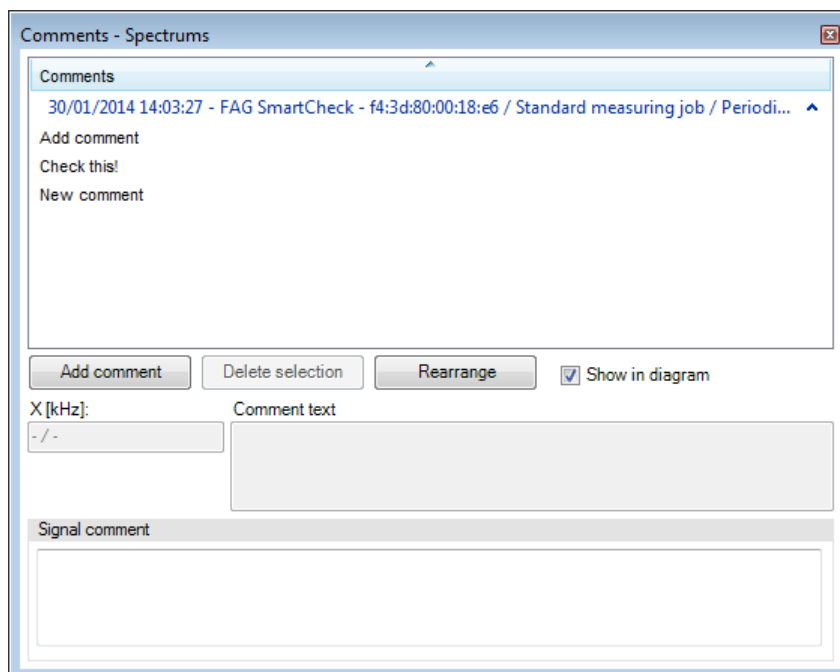 Comments - Spectrums
Comments
30/01/2014 14:03:27 - FAG SmartCheck - f4:3d:80:00:18:e6 / Standard measuring job / Periodi...
Add comment
Check this!
New comment
Add comment Delete selection Rearrange Show in diagram
X [kHz]: Comment text
- / -
Signal comment